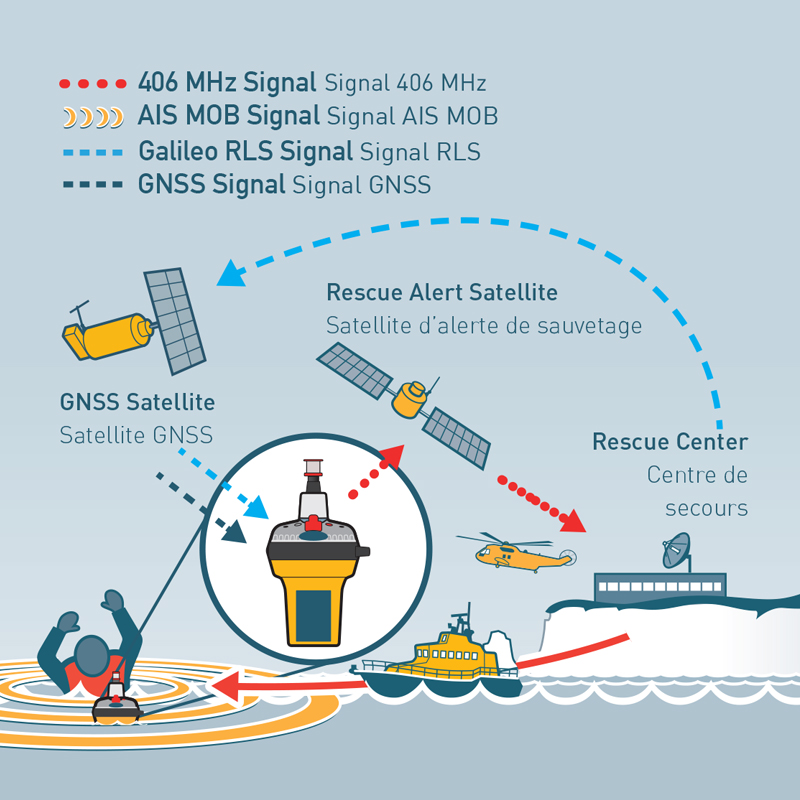 406 MHz Signal Signal 406 MHz
AIS MOB Signal Signal AIS MOB
Galileo RLS Signal Signal RLS
GNSS Signal Signal GNSS
Rescue Alert Satellite
Satellite d'alerte de sauvetage
GNSS Satellite
Satellite GNSS
Rescue Center
Centre de
secours